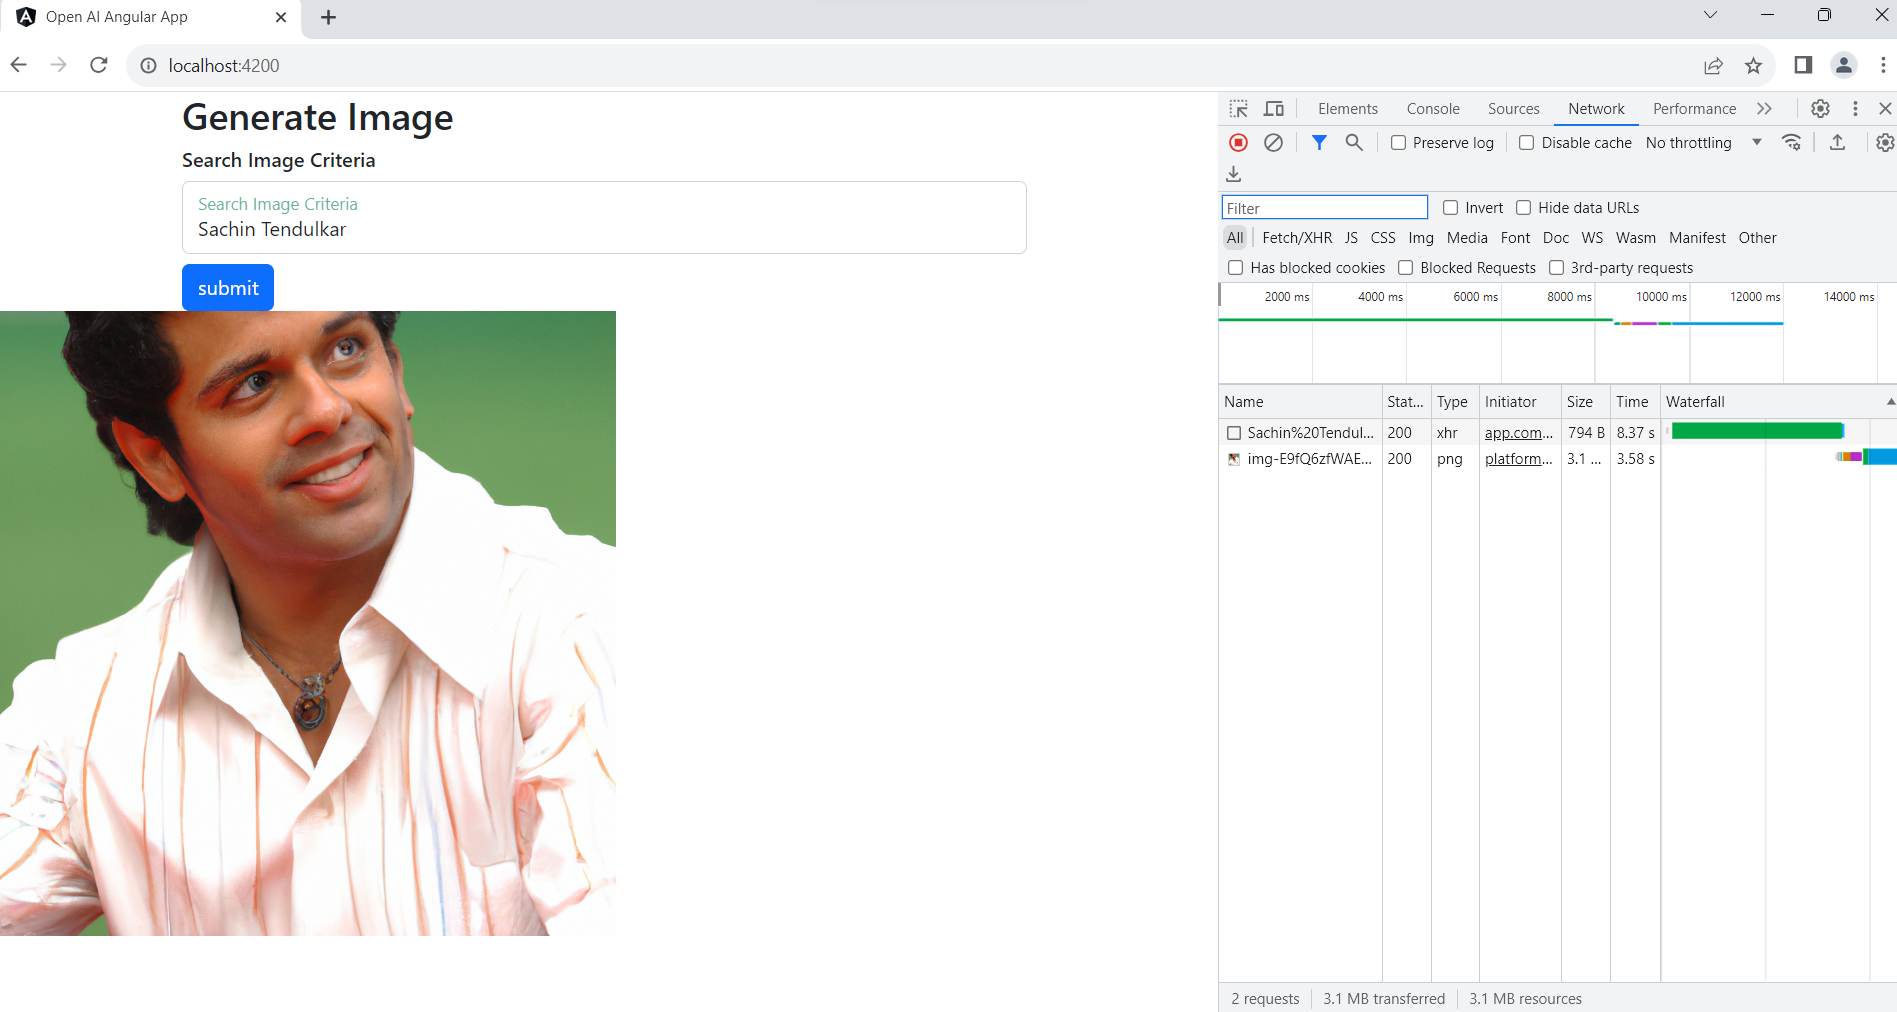 Open AI Angular App
localhost:4200
Generate Image
Search Image Criteria
Search Image Criteria
Sachin Tendulkar
submit
Elements Console Sources Network Performance
Preserve log Disable cache No throttling
Filter Invert Hide data URLs
All Fetch/XHR JS CSS Img Media Font Doc WS Wasm Manifest Other
Has blocked cookies Blocked Requests 3rd-party requests
2000 ms 4000 ms 6000 ms 8000 ms 10000 ms 12000 ms 14000 ms
Name Stat... Type Initiator Size Time Waterfall
Sachin%20Tendul... 200 xhr app.com... 794 B 8.37 s
img-E9fQ6zfWAE... 200 png platform... 3.1 ... 3.58 s
2 requests 3.1 MB transferred 3.1 MB resources